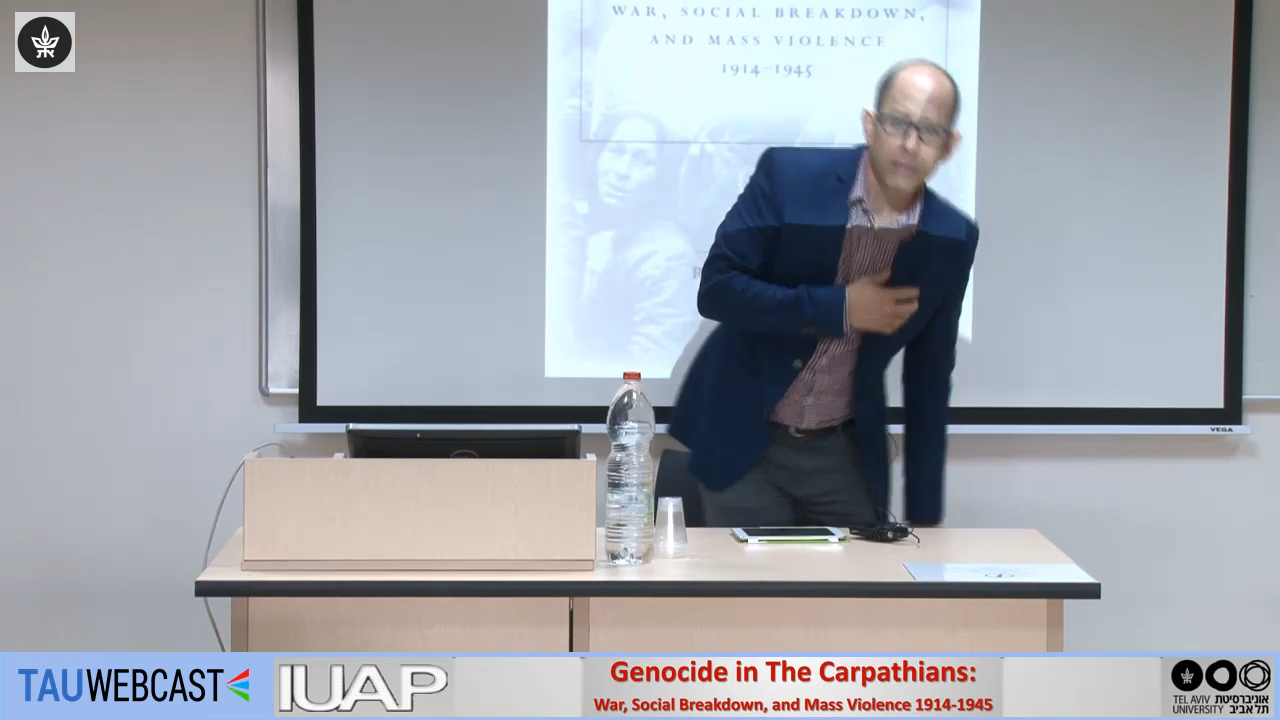 WAR, SOCIAL BREAKDOWN,
AND MASS VIOLENCE
1914–1945
VEGA
TAUWEBCAST
IUAP
Genocide in The Carpathians:
War, Social Breakdown, and Mass Violence 1914-1945
TEL AVIV אוניברסיטת
UNIVERSITY תל אביב